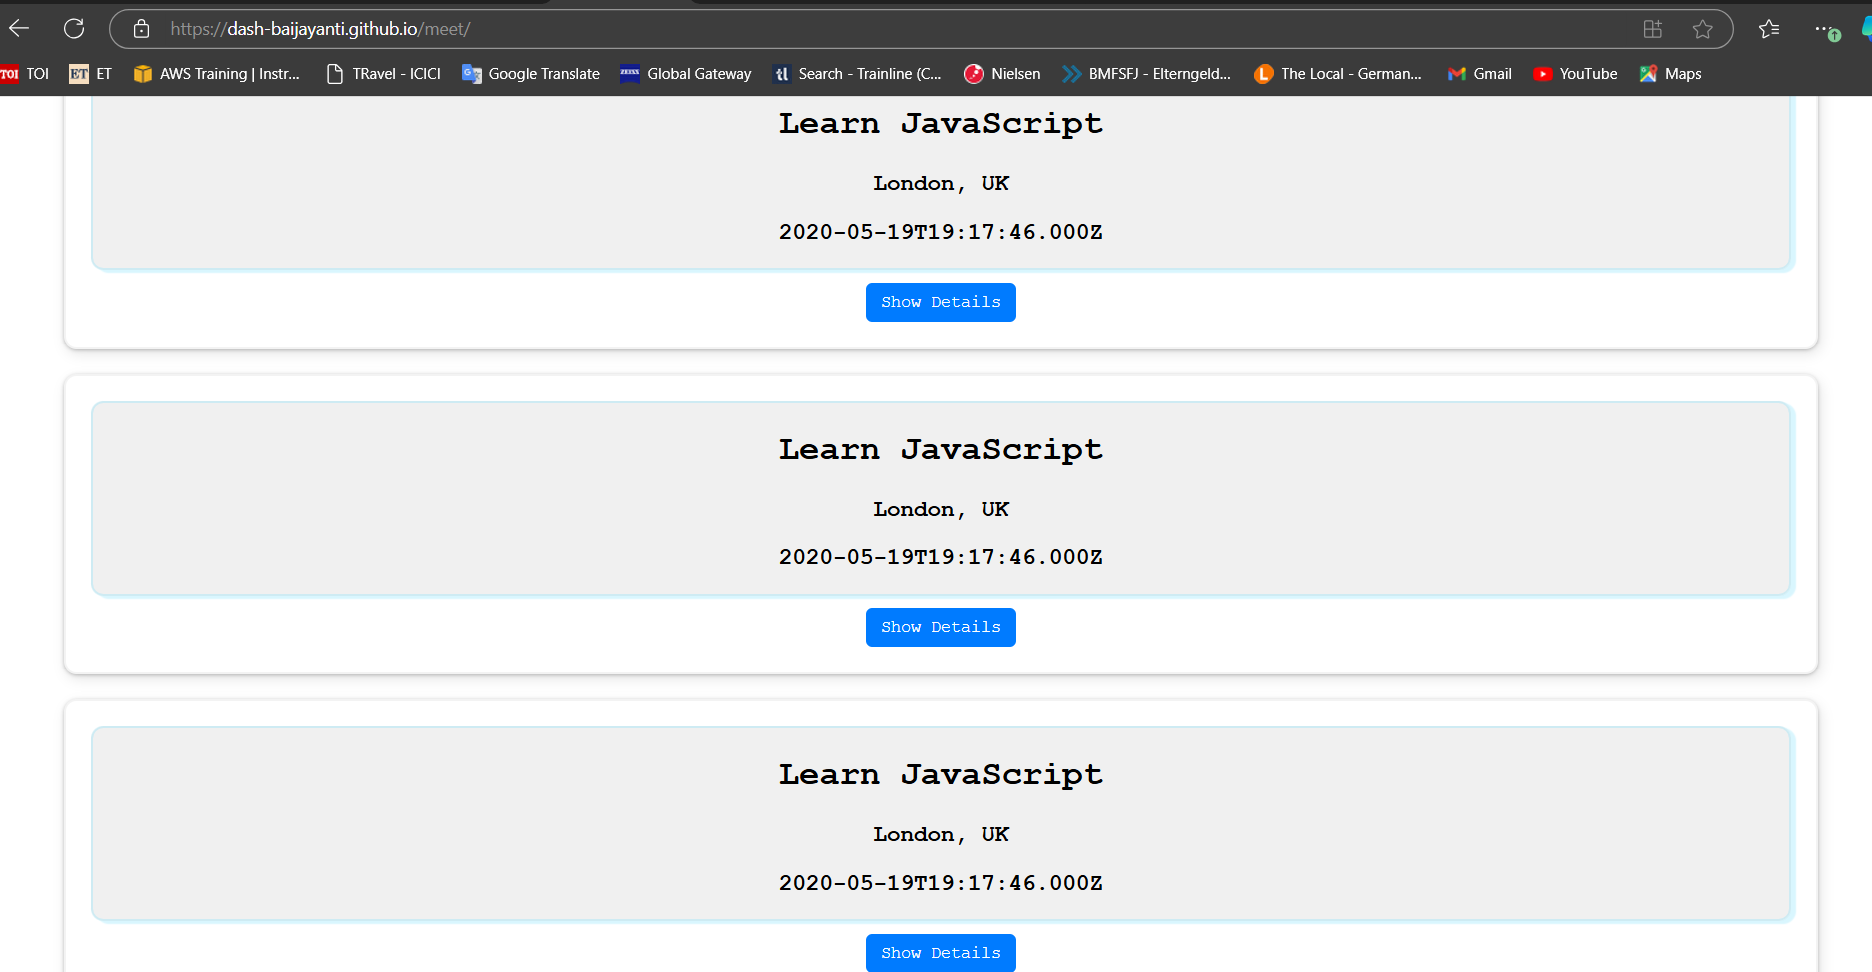 https://dash-baijayanti.github.io/meet/
TOI TOI ET ET AWS Training | Instr... TRavel - ICICI Google Translate ZEISS Global Gateway tl Search - Trainline (C... Nielsen BMFSFJ - Elterngeld... L The Local - German... Gmail YouTube Maps
Learn JavaScript
London, UK
2020-05-19T19:17:46.000Z
Show Details
Learn JavaScript
London, UK
2020-05-19T19:17:46.000Z
Show Details
Learn JavaScript
London, UK
2020-05-19T19:17:46.000Z
Show Details